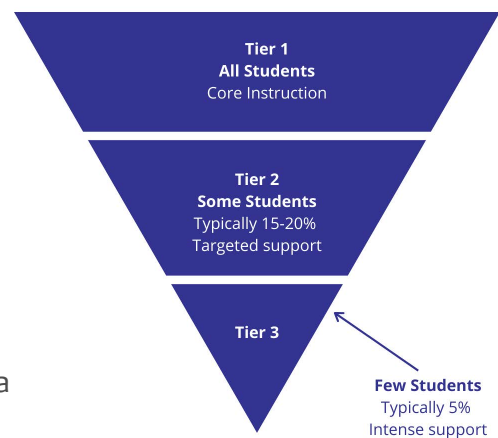 Tier 1
All Students
Core Instruction
Tier 2
Some Students
Typically 15-20%
Targeted support
Tier 3
a
Few Students
Typically 5%
Intense support